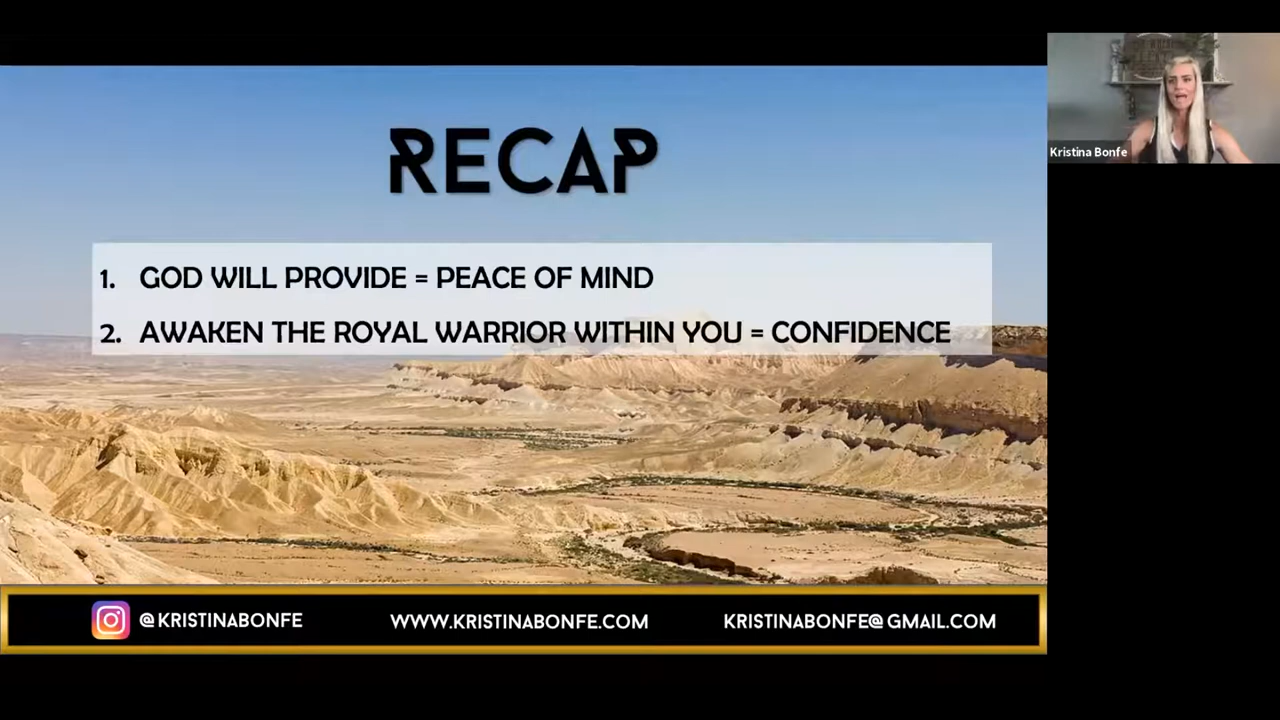 RECAP
1. GOD WILL PROVIDE = PEACE OF MIND
2. AWAKEN THE ROYAL WARRIOR WITHIN YOU = CONFIDENCE
@KRISTINABONFE
WWW.KRISTINABONFE.COM
KRISTINABONFE@GMAIL.COM
Kristina Bonfe